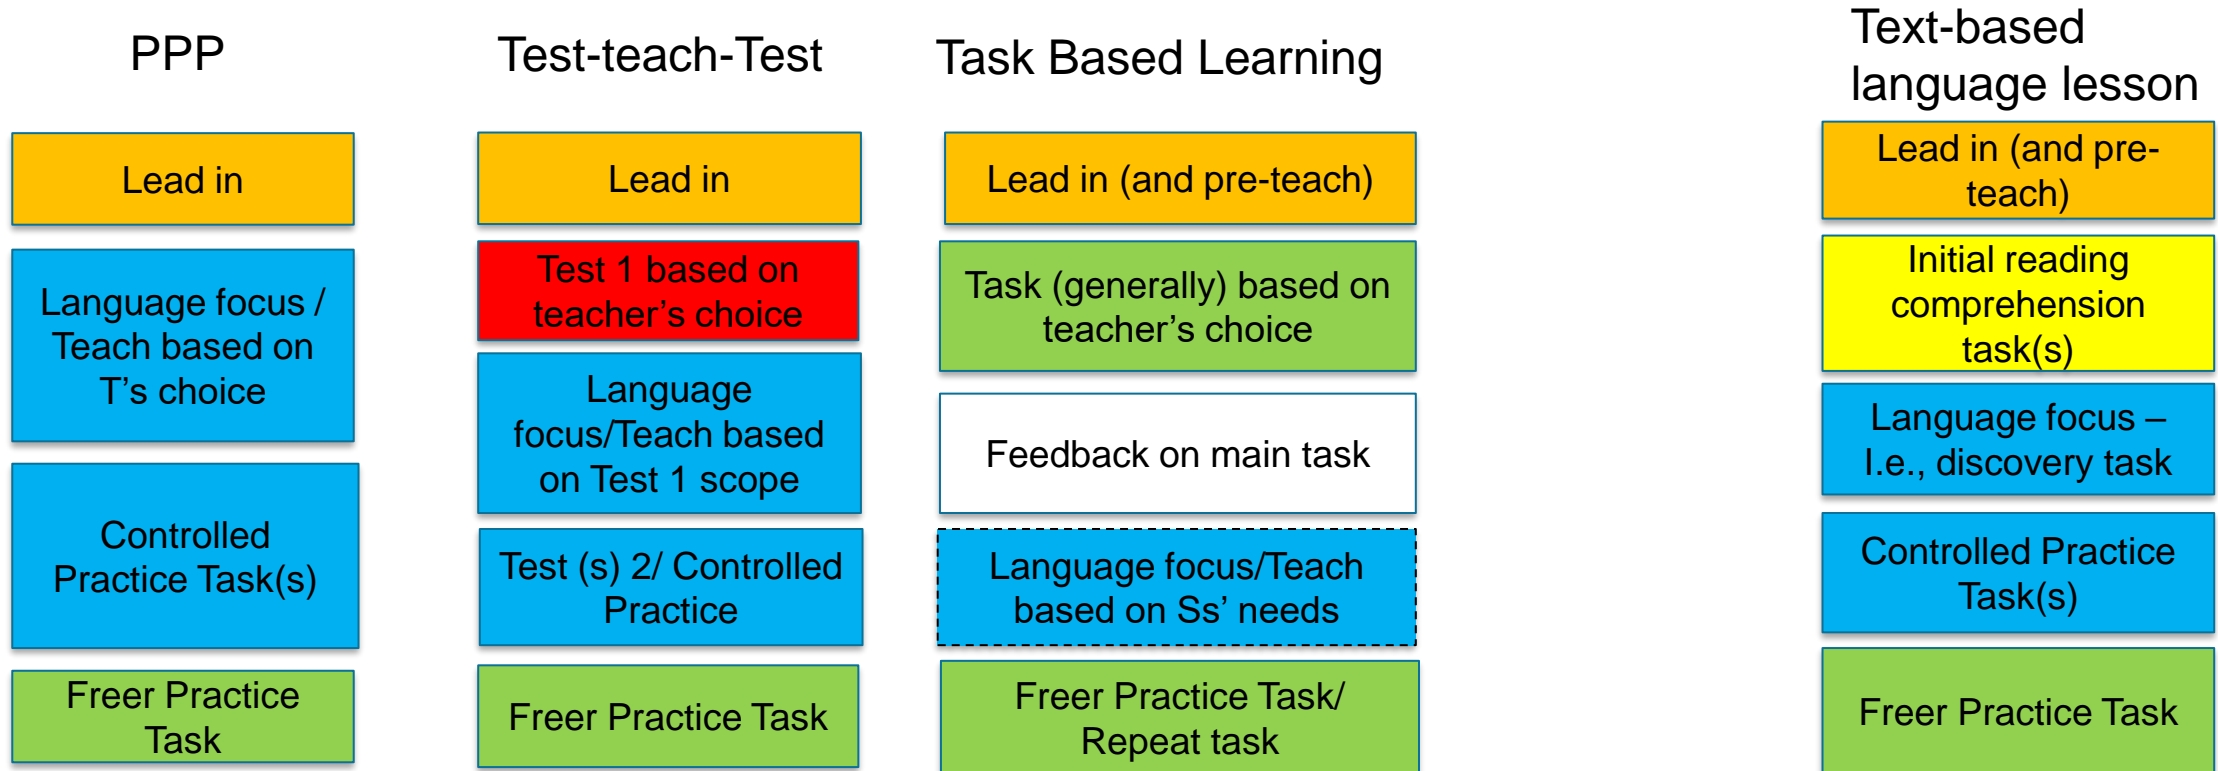 PPP
Lead in
Language focus /
Teach based on
T's choice
Controlled
Practice Task(s)
Freer Practice
Task
Test-teach-Test
Lead in
Test 1 based on
teacher’s choice
Language
focus/Teach based
on Test 1 scope
Test (s) 2/ Controlled
Practice
Freer Practice Task
Task Based Learning
Lead in (and pre-teach)
Task (generally) based on
teacher’s choice
Feedback on main task
Language focus/Teach
based on Ss’ needs
Freer Practice Task/
Repeat task
Text-based
language lesson
Lead in (and pre-
teach)
Initial reading
comprehension
task(s)
Language focus –
I.e., discovery task
Controlled Practice
Task(s)
Freer Practice Task